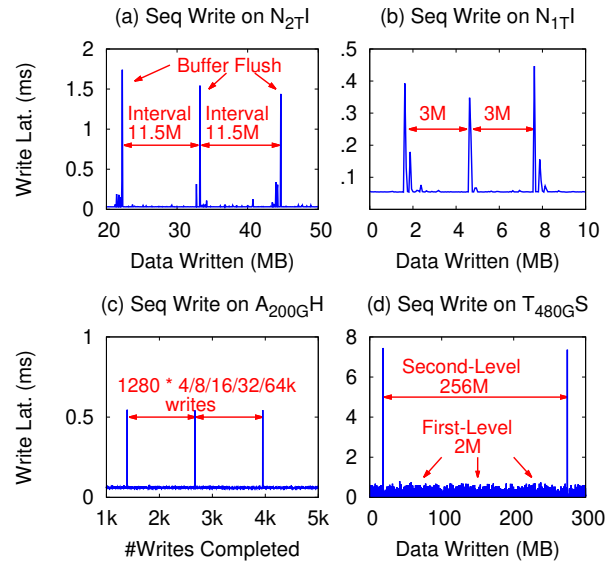 (a) Seq Write on N2TI
Write Lat. (ms)
2
1.5
1
0.5
0
20 30 40 50
Data Written (MB)
Buffer Flush
Interval
11.5M
Interval
11.5M
(b) Seq Write on N1TI
.5
.4
.3
.2
.1
0 2 4 6 8 10
Data Written (MB)
3M
3M
(c) Seq Write on A200GH
Write Lat. (ms)
1
0.5
0
1k 2k 3k 4k 5k
#Writes Completed
1280 * 4/8/16/32/64k
writes
(d) Seq Write on T480GS
8
6
4
2
0
0 100 200 300
Data Written (MB)
Second-Level
256M
First-Level
2M